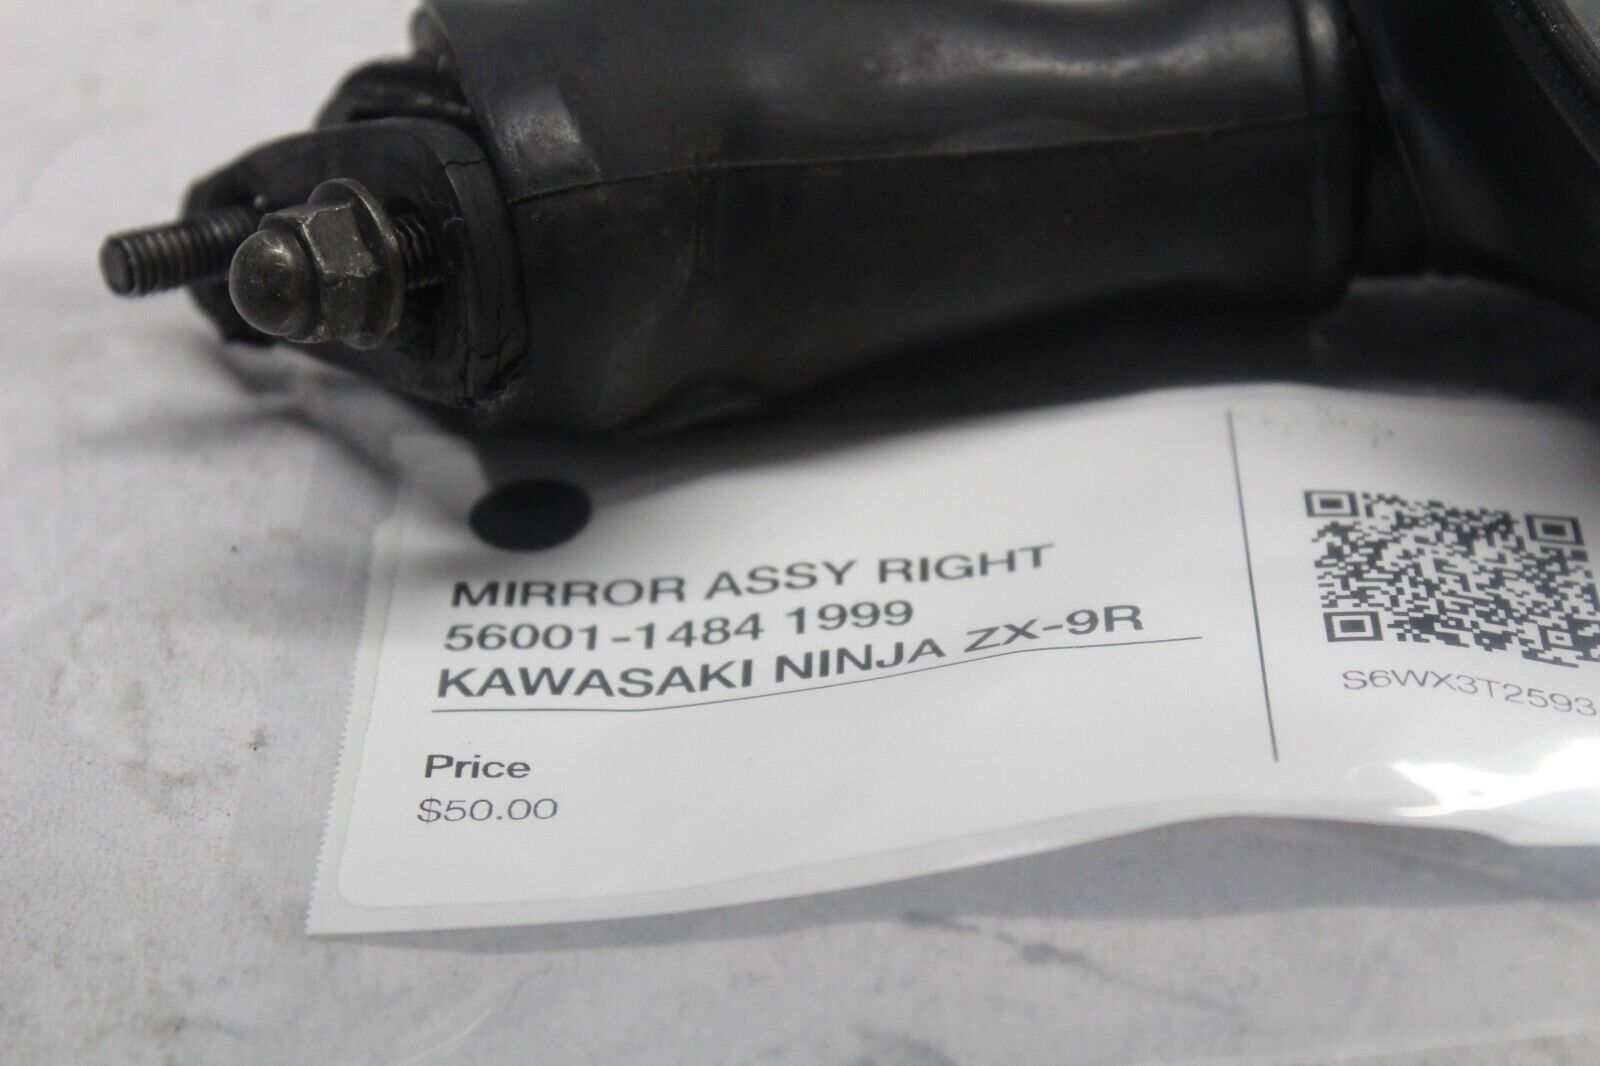 MIRROR ASSY RIGHT
56001-1484 1999
KAWASAKI NINJA ZX-9R
Price
$50.00
S6WX3T2593